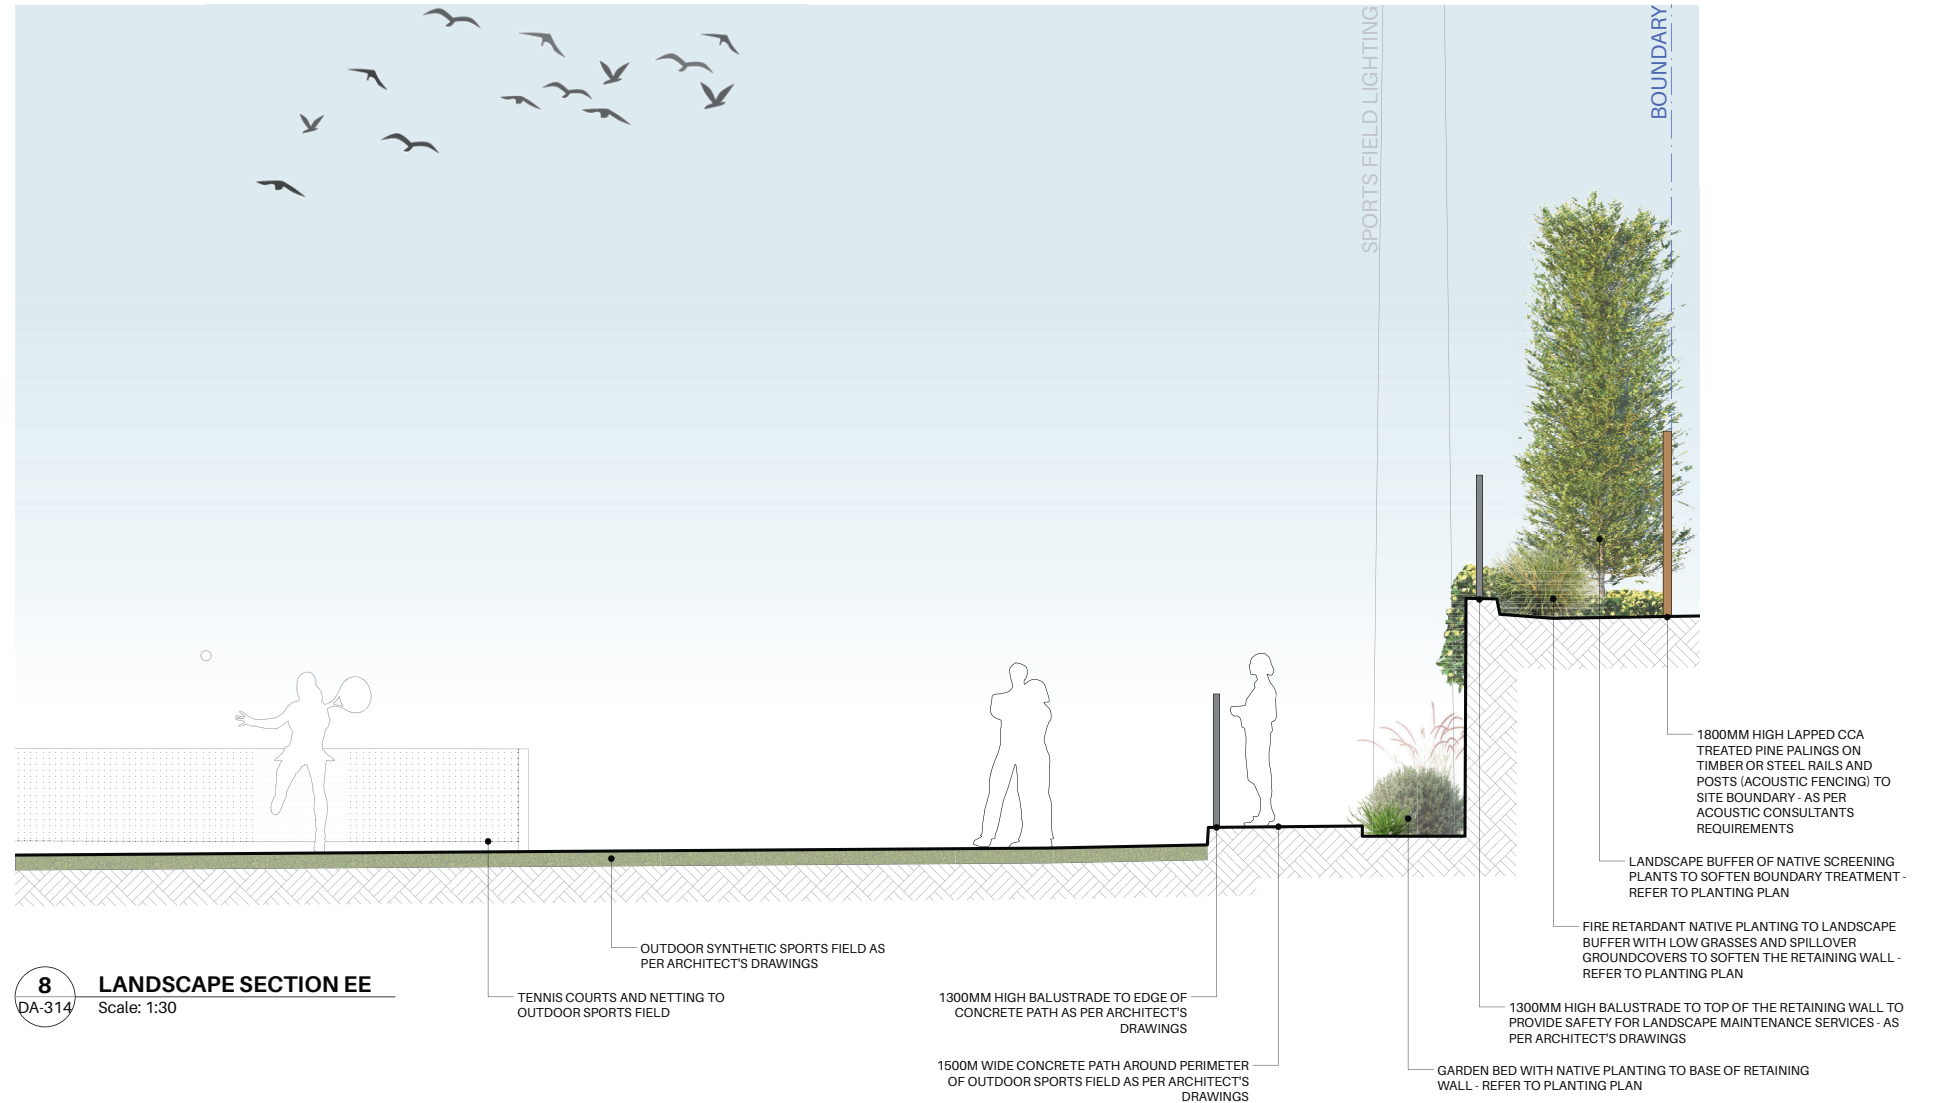 SPORTS FIELD LIGHTING
BOUNDARY
1800MM HIGH LAPPED CCA
TREATED PINE PALINGS ON
TIMBER OR STEEL RAILS AND
POSTS (ACOUSTIC FENCING) TO
SITE BOUNDARY - AS PER
ACOUSTIC CONSULTANTS
REQUIREMENTS
LANDSCAPE BUFFER OF NATIVE SCREENING
PLANTS TO SOFTEN BOUNDARY TREATMENT -
REFER TO PLANTING PLAN
FIRE RETARDANT NATIVE PLANTING TO LANDSCAPE
BUFFER WITH LOW GRASSES AND SPILLOVER
GROUNDCOVERS TO SOFTEN THE RETAINING WALL -
REFER TO PLANTING PLAN
1300MM HIGH BALUSTRADE TO TOP OF THE RETAINING WALL TO
PROVIDE SAFETY FOR LANDSCAPE MAINTENANCE SERVICES - AS
PER ARCHITECT'S DRAWINGS
GARDEN BED WITH NATIVE PLANTING TO BASE OF RETAINING
WALL - REFER TO PLANTING PLAN
OUTDOOR SYNTHETIC SPORTS FIELD AS
PER ARCHITECT'S DRAWINGS
TENNIS COURTS AND NETTING TO
OUTDOOR SPORTS FIELD
1300MM HIGH BALUSTRADE TO EDGE OF
CONCRETE PATH AS PER ARCHITECT'S
DRAWINGS
1500M WIDE CONCRETE PATH AROUND PERIMETER
OF OUTDOOR SPORTS FIELD AS PER ARCHITECT'S
DRAWINGS
8
DA-314
LANDSCAPE SECTION EE
Scale: 1:30